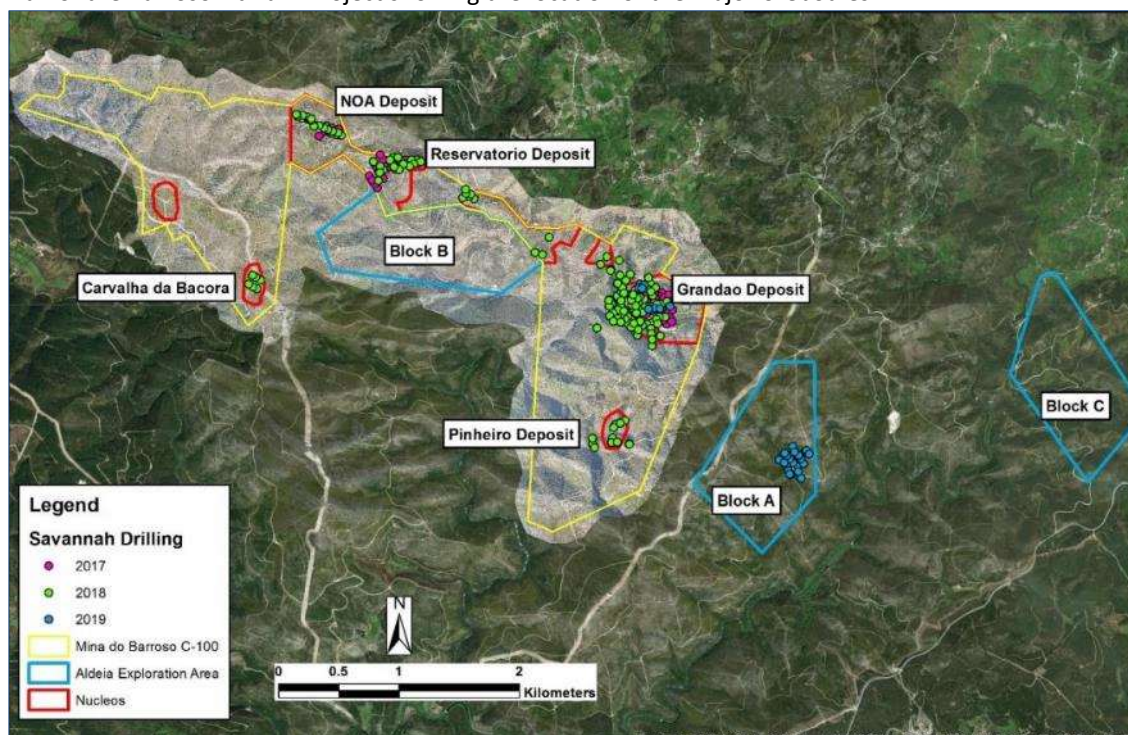 NOA Deposit
Reservatorio Deposit
Block B
Carvalha da Bacora
Grandao Deposit
Block C
Pinheiro Deposit
Block A
Legend
Savannah Drilling
2017
2018
2019
Mina do Barroso C-100
Aldeia Exploration Area
Nucleos
N
0 0.5 1 2
Kilometers